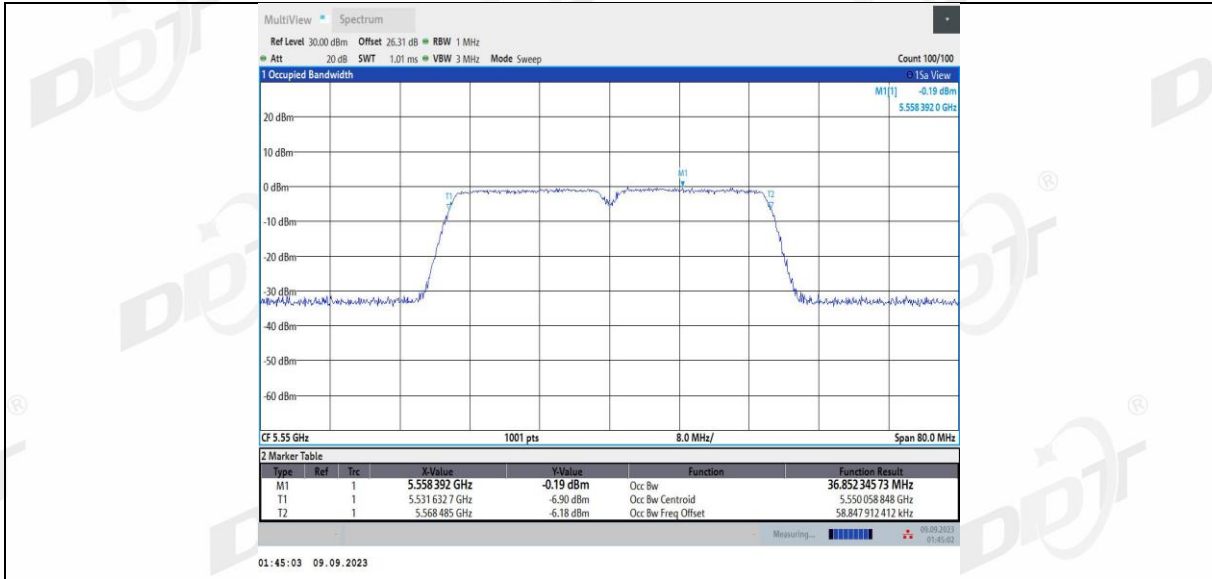 MultiView Spectrum
Ref Level 30.00 dBm Offset 26.31 dB RBW 1 MHz
Att 20 dB SWT 1.01 ms VBW 3 MHz Mode Sweep Count 100/100
1 Occupied Bandwidth 1Sa View
M1[1] -0.19 dBm
5.558 392 0 GHz
20 dBm
10 dBm
M1
0 dBm
T1 T2
-10 dBm
-20 dBm
-30 dBm
-40 dBm
-50 dBm
-60 dBm
CF 5.55 GHz 1001 pts 8.0 MHz/ Span 80.0 MHz
2 Marker Table
Type Ref Trc X-Value Y-Value Function Function Result
M1 1 5.558 392 GHz -0.19 dBm Occ Bw 36.852 345 73 MHz
T1 1 5.531 632 7 GHz -6.90 dBm Occ Bw Centroid 5.550 058 848 GHz
T2 1 5.568 485 GHz -6.18 dBm Occ Bw Freq Offset 58.847 912 412 kHz
Measuring... 09.09.2023
01:45:02
01:45:03 09.09.2023
DDT ®